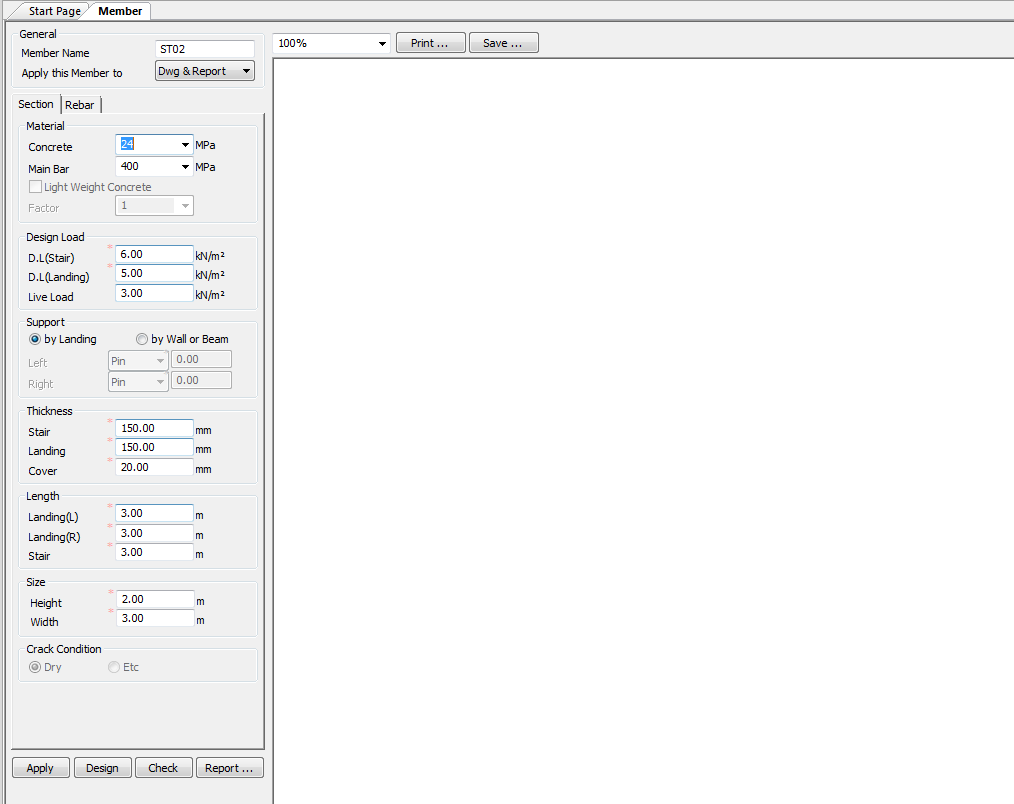 Start Page Member
General
Member Name ST02
Apply this Member to Dwg & Report
100% Print ... Save ...
Section Rebar
Material
Concrete 24 MPa
Main Bar 400 MPa
Light Weight Concrete
Factor 1
Design Load
D.L(Stair) * 6.00 kN/m²
D.L(Landing) * 5.00 kN/m²
Live Load 3.00 kN/m²
Support
by Landing by Wall or Beam
Left Pin 0.00
Right Pin 0.00
Thickness
Stair * 150.00 mm
Landing * 150.00 mm
Cover * 20.00 mm
Length
Landing(L) * 3.00 m
Landing(R) * 3.00 m
Stair * 3.00 m
Size
Height * 2.00 m
Width * 3.00 m
Crack Condition
Dry Etc
Apply Design Check Report ...